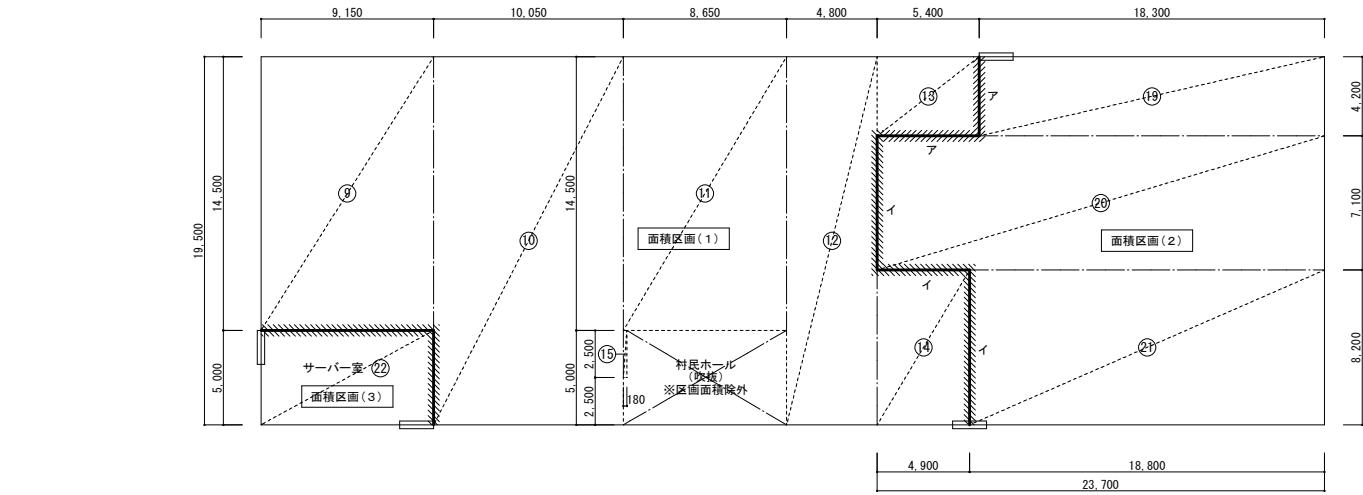 9,150
10,050
8,650
4,800
5,400
18,300
19,500
14,500
5,000
14,500
5,000
2,500
2,500
180
4,200
7,100
8,200
⑨
⑩
⑪
⑫
⑬
⑭
⑮
⑲
⑳
㉑
㉒
ア
ア
イ
イ
イ
面積区画(1)
面積区画(2)
サーバー室
面積区画(3)
村民ホール
(吹抜)
※区画面積除外
4,900
18,800
23,700